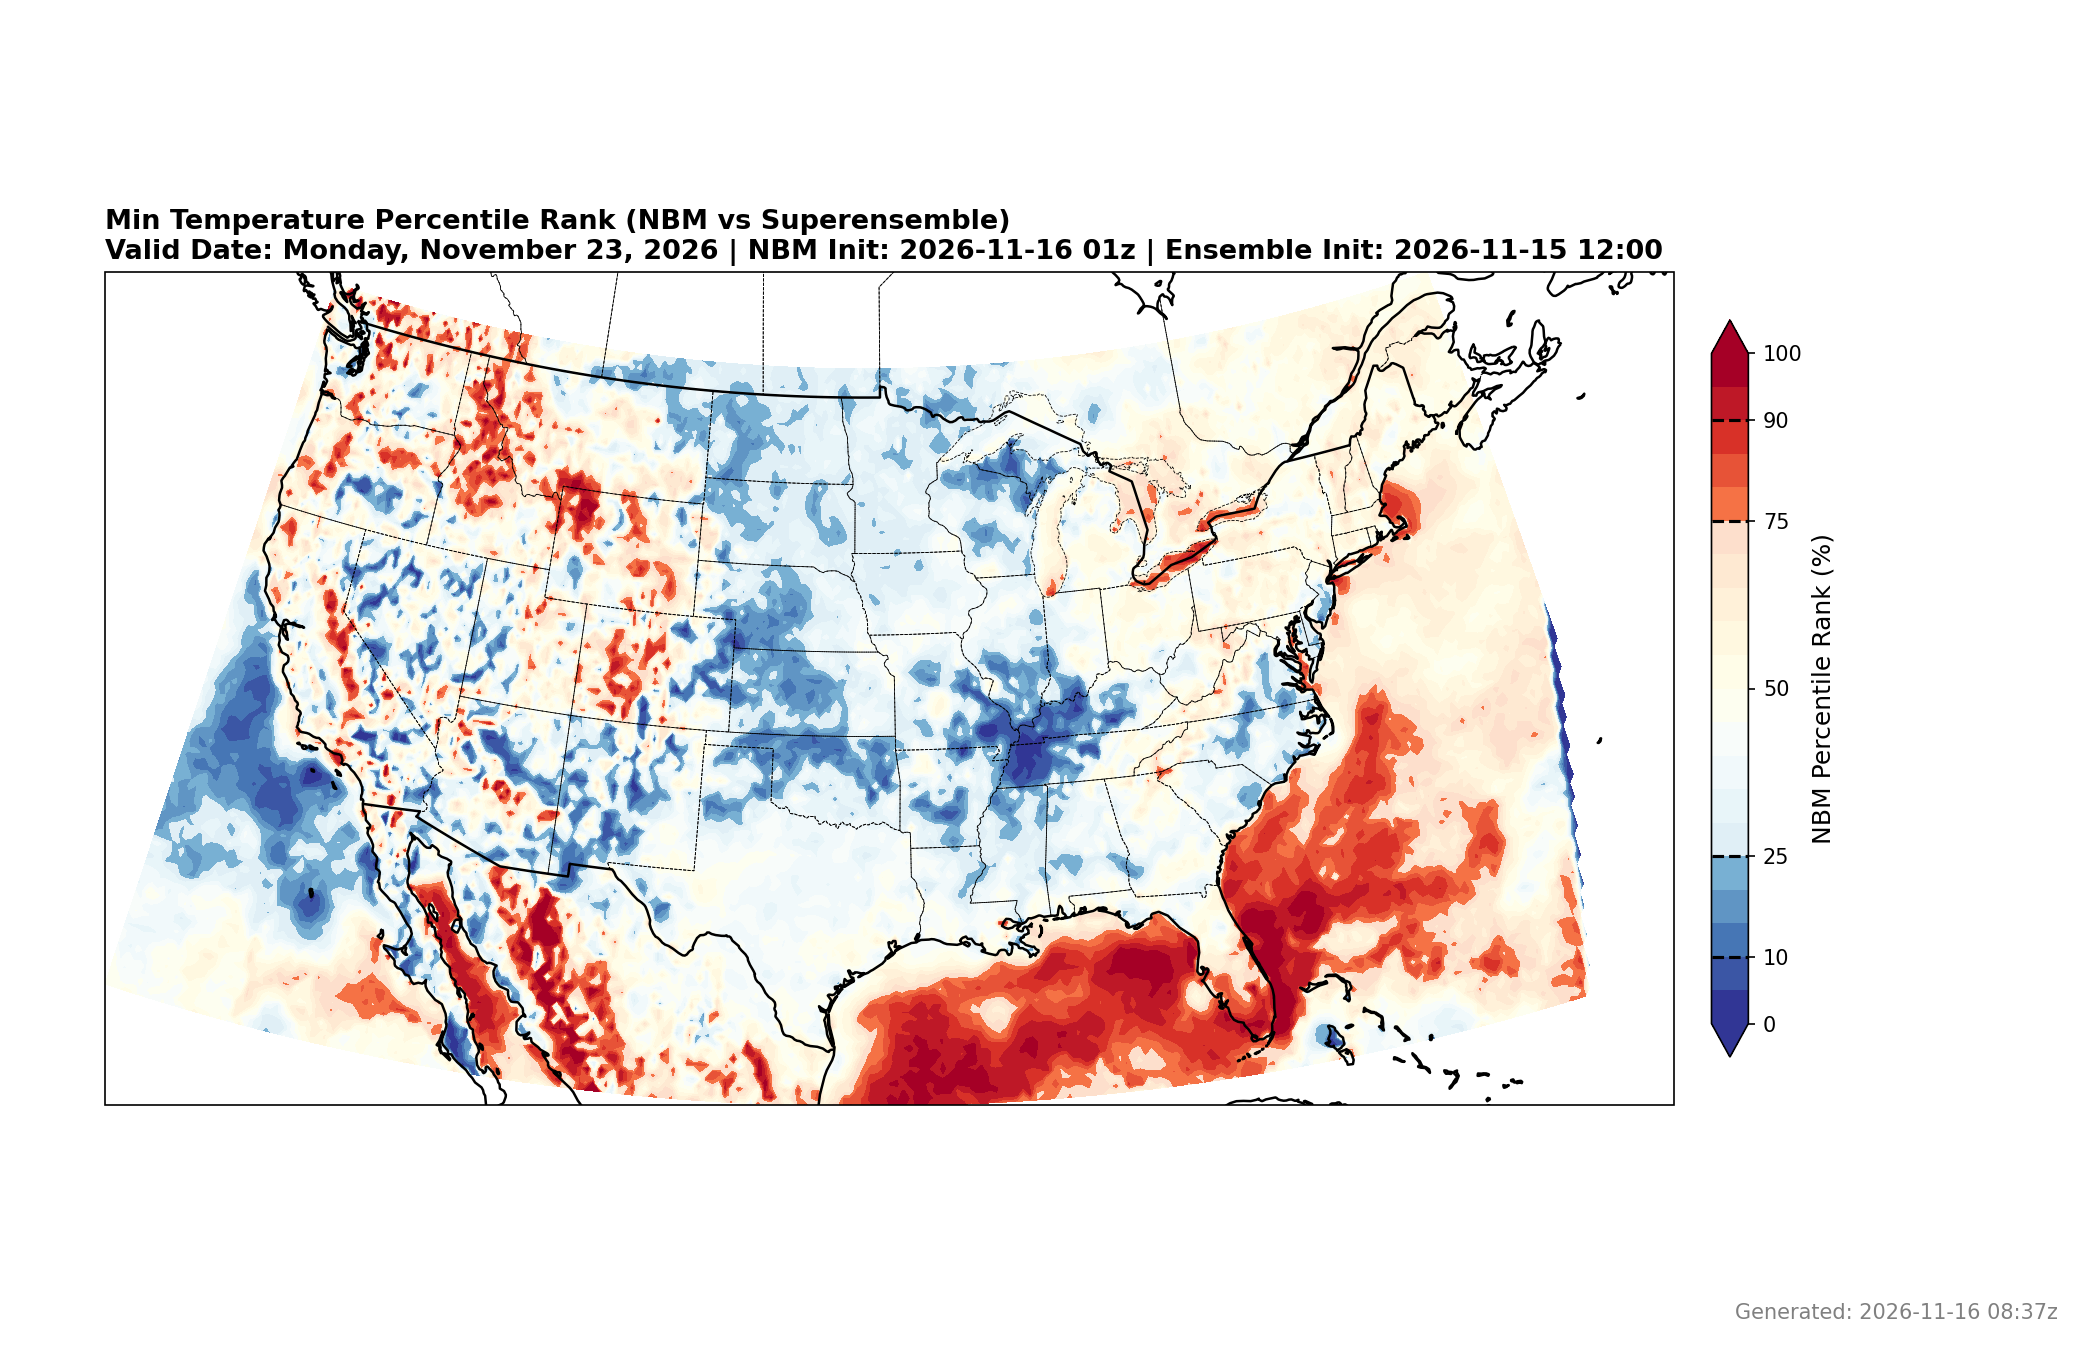 Min Temperature Percentile Rank (NBM vs Superensemble)
Valid Date: Monday, November 23, 2026 | NBM Init: 2026-11-16 01z | Ensemble Init: 2026-11-15 12:00
100
90
75
50
25
10
0
NBM Percentile Rank (%)
Generated: 2026-11-16 08:37z